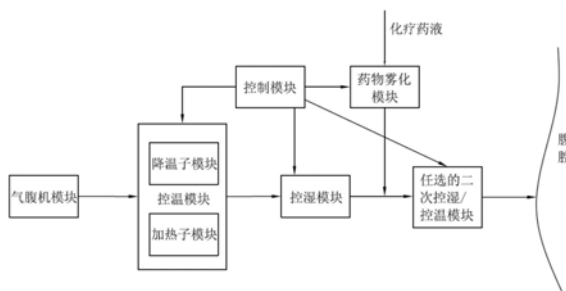 化疗药液
控制模块
药物雾化
模块
降温子模块
气腹机模块
控温模块
控湿模块
任选的二
次控湿/
控温模块
加热子模块
腹
腔